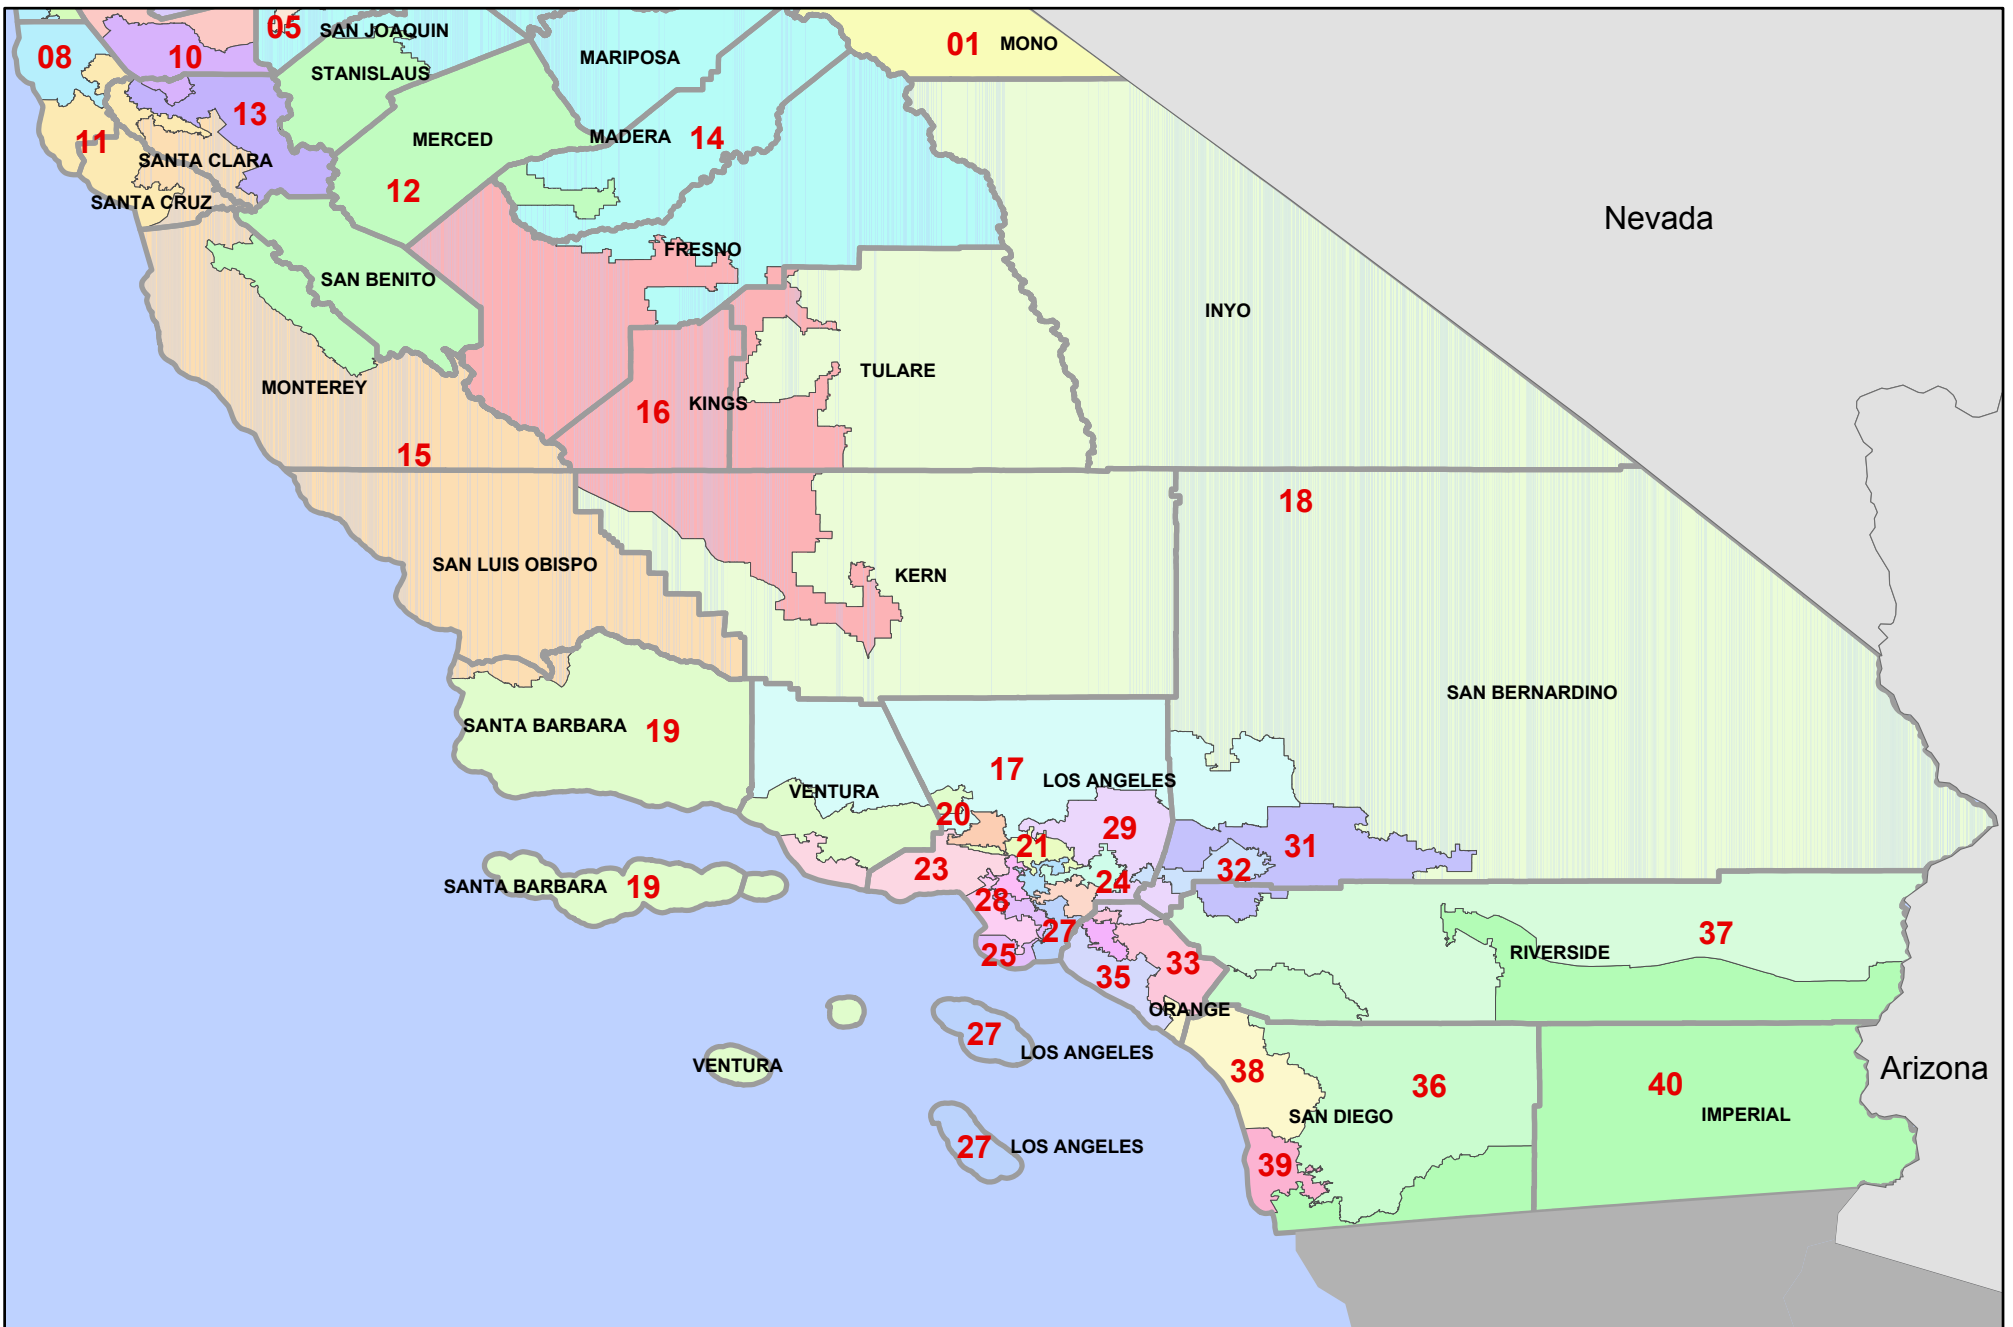 05
SAN JOAQUIN
01 MONO
08
10
MARIPOSA
STANISLAUS
13
11
MERCED
MADERA 14
SANTA CLARA
12
SANTA CRUZ
Nevada
FRESNO
SAN BENITO
INYO
TULARE
MONTEREY
16 KINGS
15
18
SAN LUIS OBISPO
KERN
SAN BERNARDINO
SANTA BARBARA 19
17
LOS ANGELES
VENTURA
20
29
21
31
23
32
24
SANTA BARBARA 19
28
27
37
25
RIVERSIDE
33
35
ORANGE
27
LOS ANGELES
VENTURA
38
36
40
Arizona
SAN DIEGO
IMPERIAL
27 LOS ANGELES
39